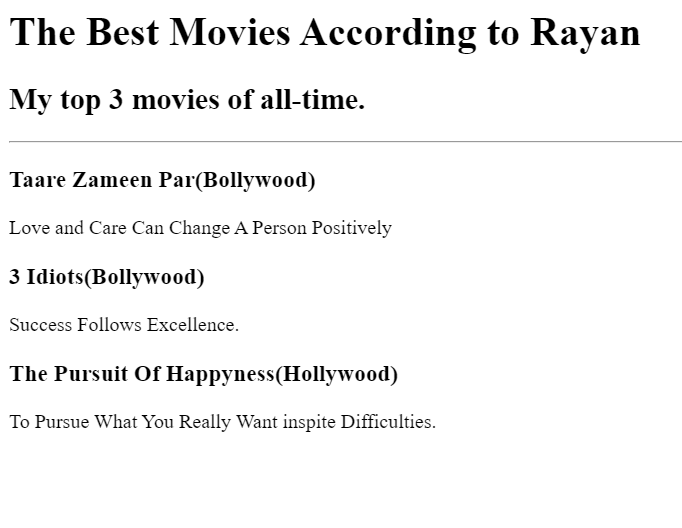 The Best Movies According to Rayan
My top 3 movies of all-time.
Taare Zameen Par(Bollywood)
Love and Care Can Change A Person Positively
3 Idiots(Bollywood)
Success Follows Excellence.
The Pursuit Of Happyness(Hollywood)
To Pursue What You Really Want inspite Difficulties.